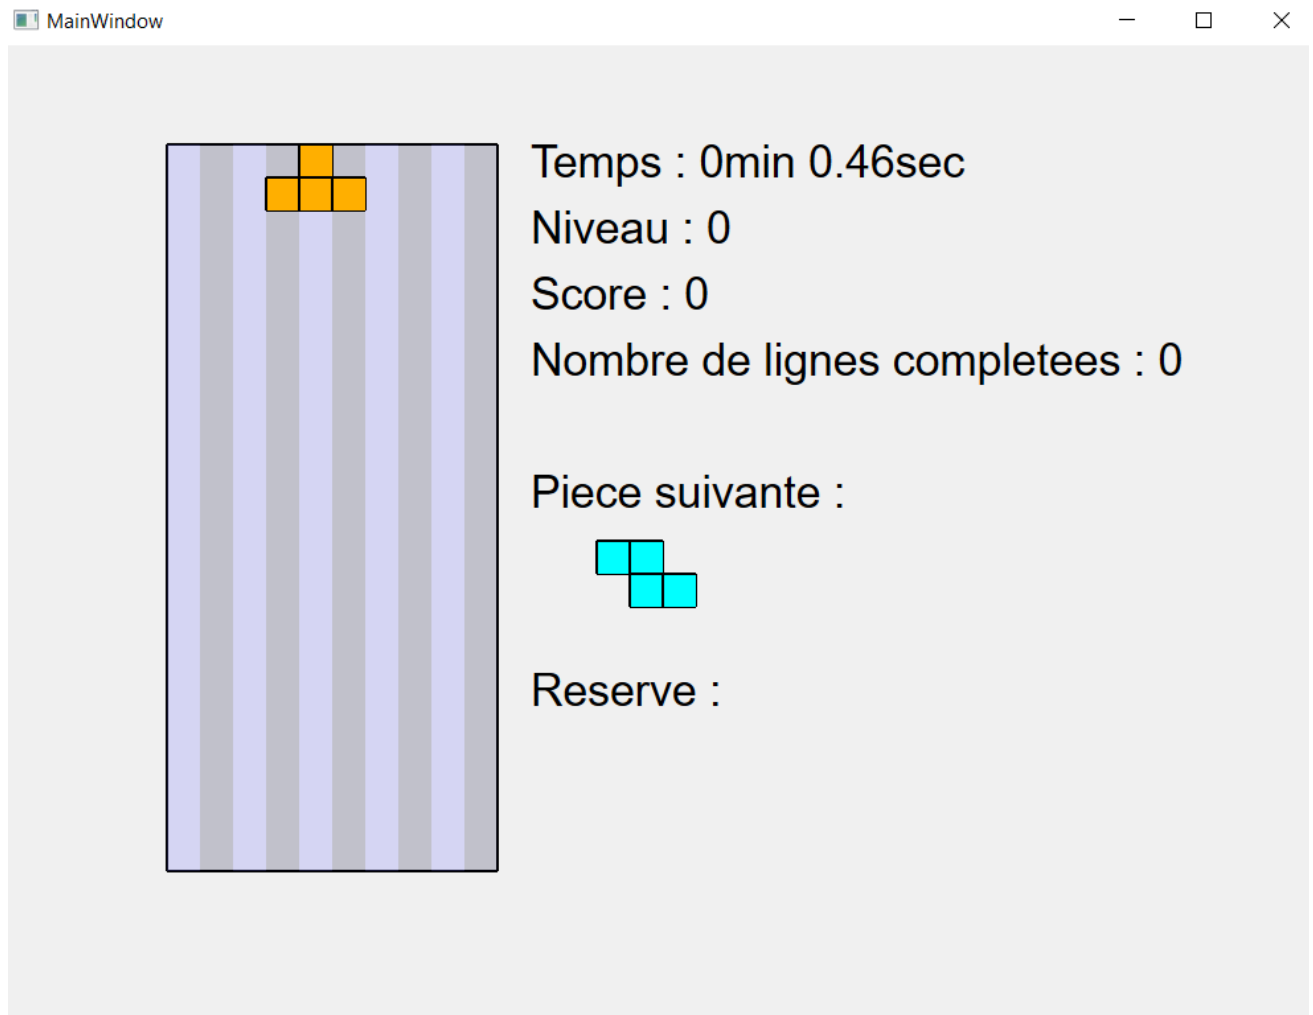 MainWindow
Temps : 0min 0.46sec
Niveau : 0
Score : 0
Nombre de lignes completees : 0
Piece suivante :
Reserve :